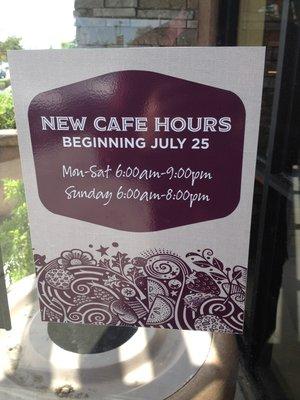 NEW CAFE HOURS
BEGINNING JULY 25
Mon-Sat 6:00am-9:00pm
Sunday 6:00am-8:00pm